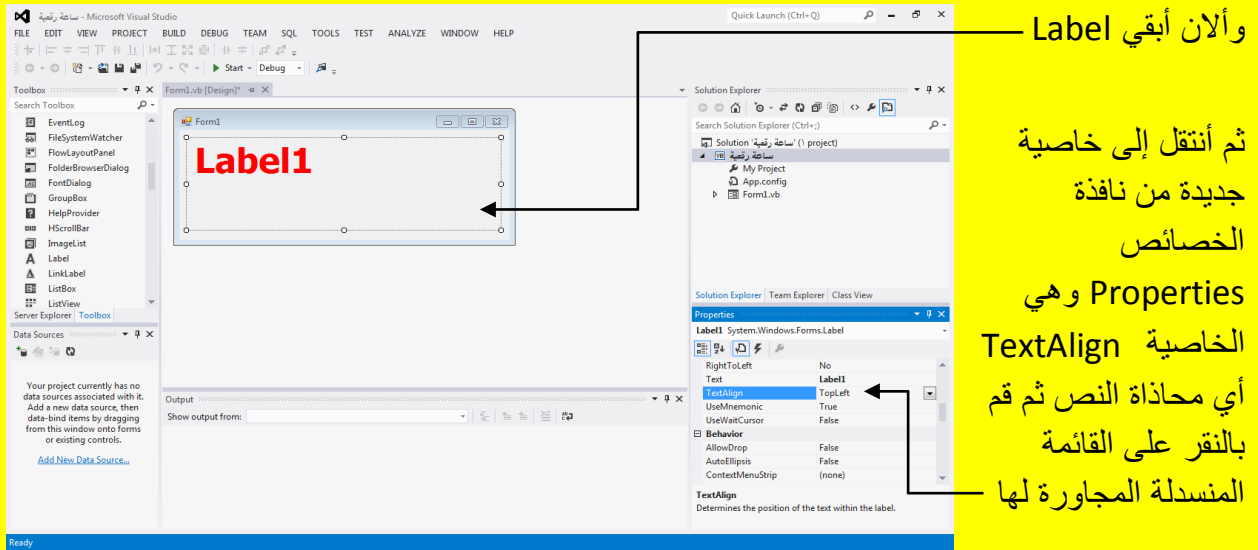 ساعة رقمية - Microsoft Visual Studio
Quick Launch (Ctrl+Q)
FILE EDIT VIEW PROJECT BUILD DEBUG TEAM SQL TOOLS TEST ANALYZE WINDOW HELP
Start - Debug
Toolbox
Search Toolbox
EventLog
FileSystemWatcher
FlowLayoutPanel
FolderBrowserDialog
FontDialog
GroupBox
HelpProvider
HScrollBar
ImageList
Label
LinkLabel
ListBox
ListView
Server Explorer Toolbox
Data Sources
Your project currently has no
data sources associated with it.
Add a new data source, then
data-bind items by dragging
from this window onto forms
or existing controls.
Add New Data Source...
Form1.vb [Design]*
Form1
Label1
Output
Show output from:
Solution Explorer
Search Solution Explorer (Ctrl+;)
Solution 'ساعة رقمية' (1 project)
ساعة رقمية
My Project
App.config
Form1.vb
Solution Explorer Team Explorer Class View
Properties
Label1 System.Windows.Forms.Label
RightToLeft No
Text Label1
TextAlign TopLeft
UseMnemonic True
UseWaitCursor False
Behavior
AllowDrop False
AutoEllipsis False
ContextMenuStrip (none)
TextAlign
Determines the position of the text within the label.
Ready
وألان أبقي Label
ثم أنتقل إلى خاصية
جديدة من نافذة
الخصائص
Properties وهي
الخاصية TextAlign
أي محاذاة النص ثم قم
بالنقر على القائمة
المنسدلة المجاورة لها